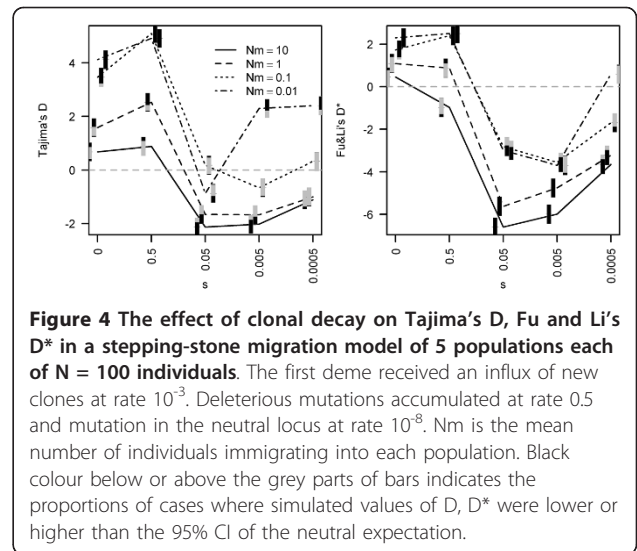 Tajima's D
4
2
0
-2
Nm = 10
Nm = 1
Nm = 0.1
Nm = 0.01
0
0.5
0.05
0.005
0.0005
s
Fu&Li's D*
2
0
-2
-4
-6
0
0.5
0.05
0.005
0.0005
s
Figure 4 The effect of clonal decay on Tajima's D, Fu and Li's
D* in a stepping-stone migration model of 5 populations each
of N = 100 individuals. The first deme received an influx of new
clones at rate 10-3. Deleterious mutations accumulated at rate 0.5
and mutation in the neutral locus at rate 10-8. Nm is the mean
number of individuals immigrating into each population. Black
colour below or above the grey parts of bars indicates the
proportions of cases where simulated values of D, D* were lower or
higher than the 95% CI of the neutral expectation.